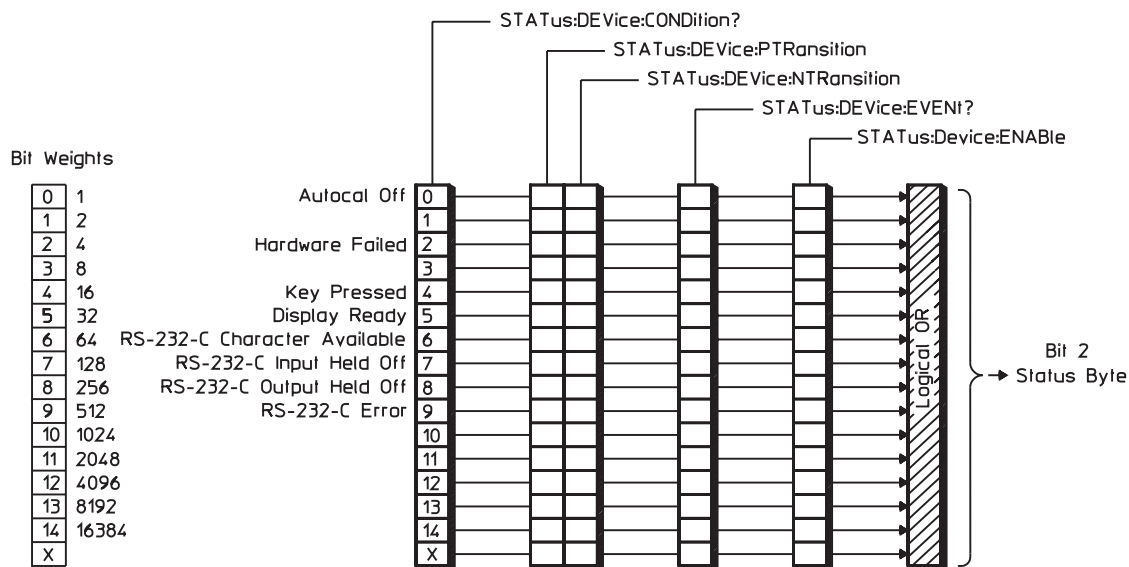 STATus:DEVice:CONDition?
STATus:DEVice:PTRansition
STATus:DEVice:NTRansition
STATus:DEVice:EVENt?
STATus:Device:ENABle
Bit Weights
0 1 Autocal Off 0
1 2 1
2 4 Hardware Failed 2
3 8 3
4 16 Key Pressed 4
5 32 Display Ready 5
6 64 RS-232-C Character Available 6
7 128 RS-232-C Input Held Off 7
8 256 RS-232-C Output Held Off 8
9 512 RS-232-C Error 9
10 1024 10
11 2048 11
12 4096 12
13 8192 13
14 16384 14
X X
Logical OR
Bit 2
Status Byte